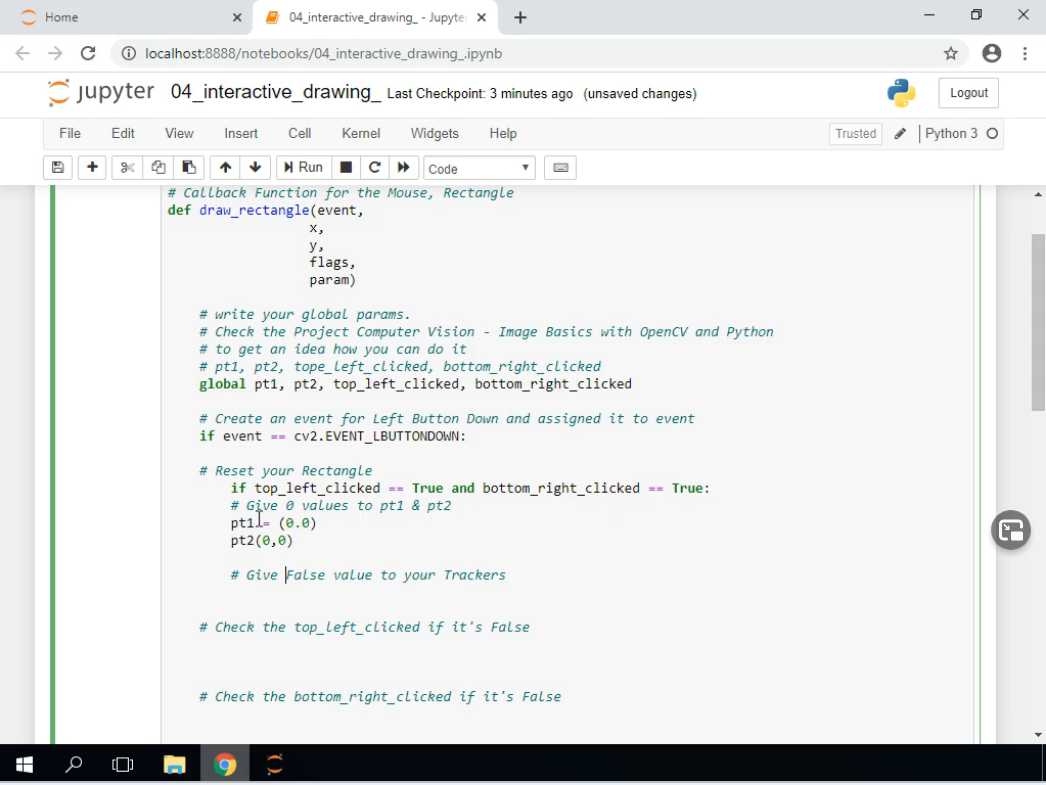 Home
04_interactive_drawing_ - Jupyte
localhost:8888/notebooks/04_interactive_drawing_.ipynb
jupyter 04_interactive_drawing_ Last Checkpoint: 3 minutes ago (unsaved changes)
Logout
File Edit View Insert Cell Kernel Widgets Help
Trusted
Python 3
Run
Code
# Callback Function for the Mouse, Rectangle
def draw_rectangle(event,
x,
y,
flags,
param)
# write your global params.
# Check the Project Computer Vision - Image Basics with OpenCV and Python
# to get an idea how you can do it
# pt1, pt2, tope_left_clicked, bottom_right_clicked
global pt1, pt2, top_left_clicked, bottom_right_clicked
# Create an event for Left Button Down and assigned it to event
if event == cv2.EVENT_LBUTTONDOWN:
# Reset your Rectangle
if top_left_clicked == True and bottom_right_clicked == True:
# Give 0 values to pt1 & pt2
pt1 = (0.0)
pt2(0,0)
# Give False value to your Trackers
# Check the top_left_clicked if it's False
# Check the bottom_right_clicked if it's False